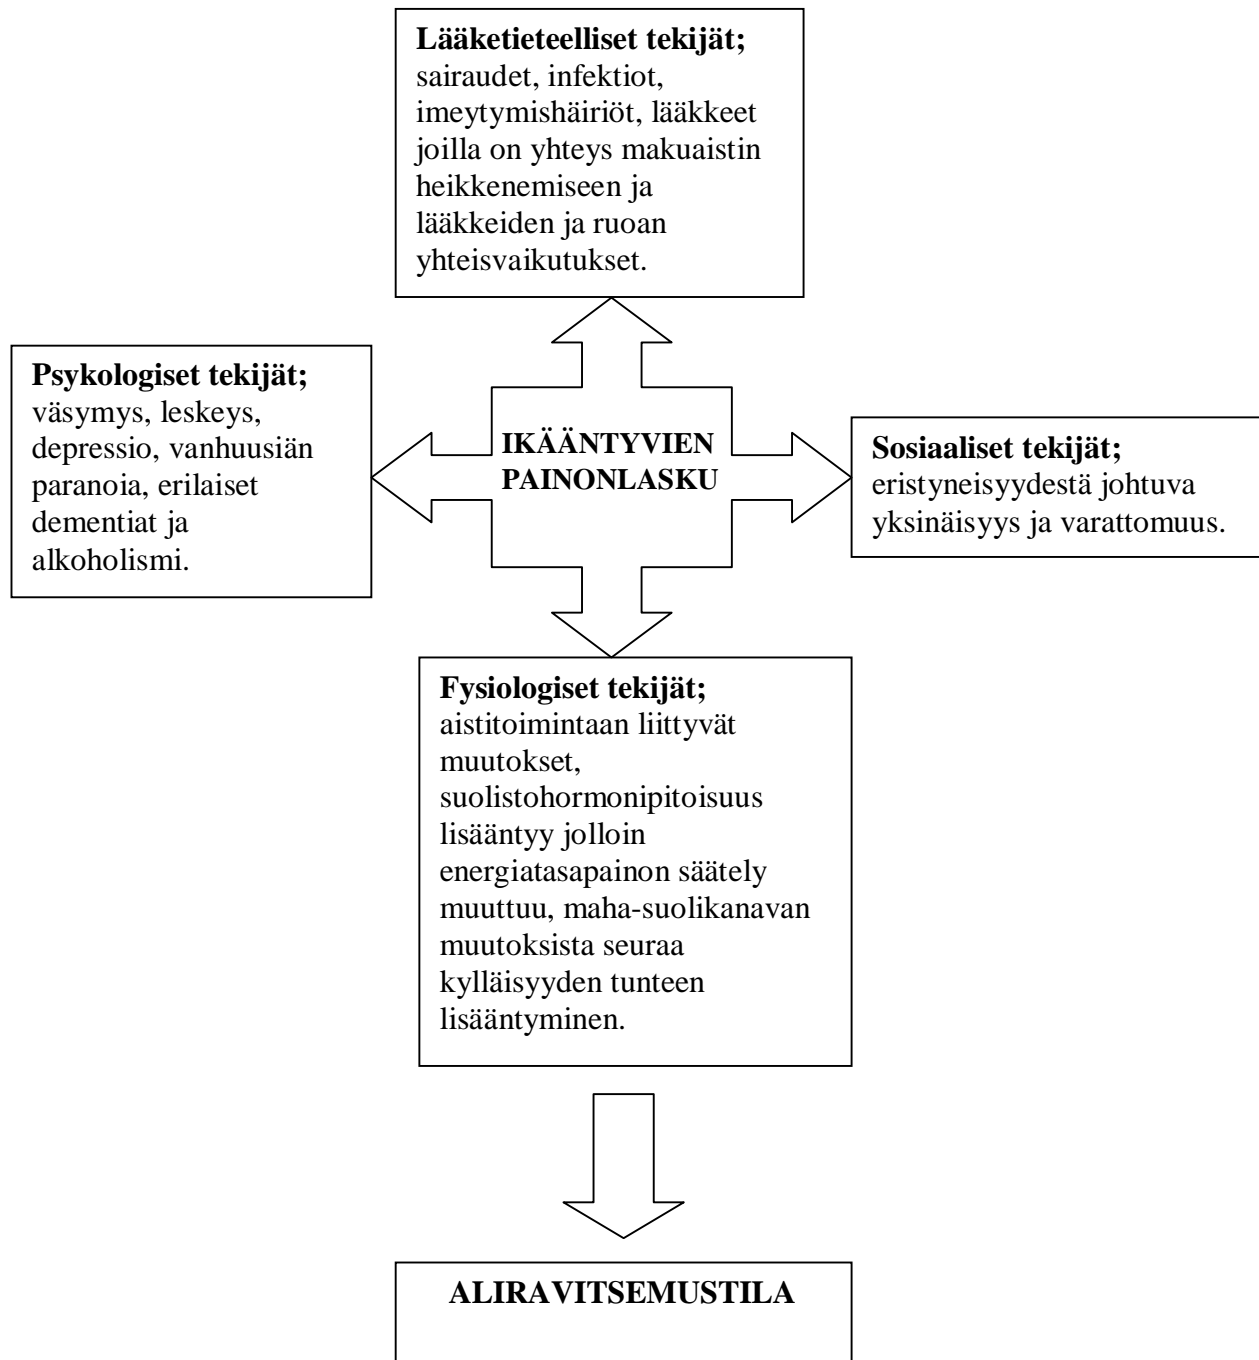 Lääketieteelliset tekijät;
sairaudet, infektiot,
imeytymishäiriöt, lääkkeet
joilla on yhteys makuaistin
heikkenemiseen ja
lääkkeiden ja ruoan
yhteisvaikutukset.
Psykologiset tekijät;
väsymys, leskeys,
depressio, vanhuusiän
paranoia, erilaiset
dementiat ja
alkoholismi.
IKÄÄNTYVIEN
PAINONLASKU
Sosiaaliset tekijät;
eristyneisyydestä johtuva
yksinäisyys ja varattomuus.
Fysiologiset tekijät;
aistitoimintaan liittyvät
muutokset,
suolistohormonipitoisuus
lisääntyy jolloin
energiatasapainon säätely
muuttuu, maha-suolikanavan
muutoksista seuraa
kylläisyyden tunteen
lisääntyminen.
ALIRAVITSEMUSTILA